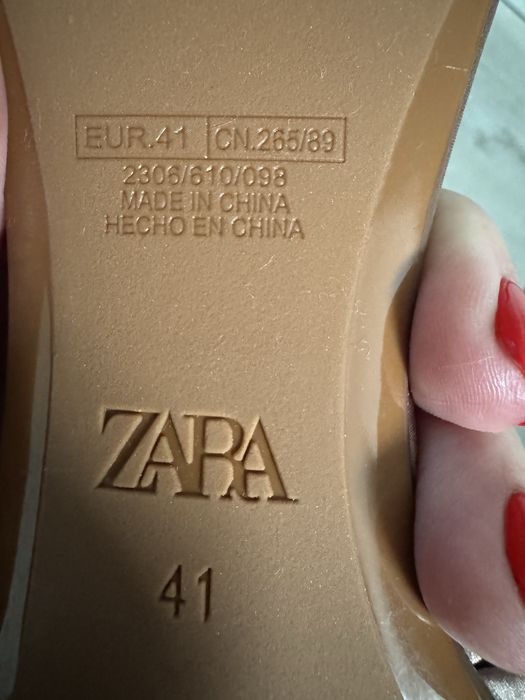 EUR.41 CN.265/89
2306/610/098
MADE IN CHINA
HECHO EN CHINA
ZARA
41